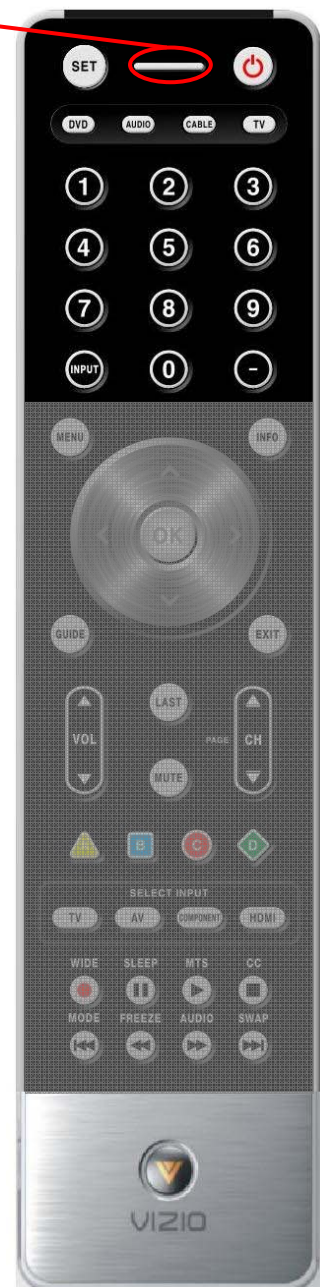 SET
DVD AUDIO CABLE TV
1 2 3
4 5 6
7 8 9
INPUT 0 -
MENU INFO
OK
GUIDE EXIT
LAST
VOL PAGE CH
MUTE
B C D
SELECT INPUT
TV AV COMPONENT HDMI
WIDE SLEEP MTS CC
MODE FREEZE AUDIO SWAP
VIZIO